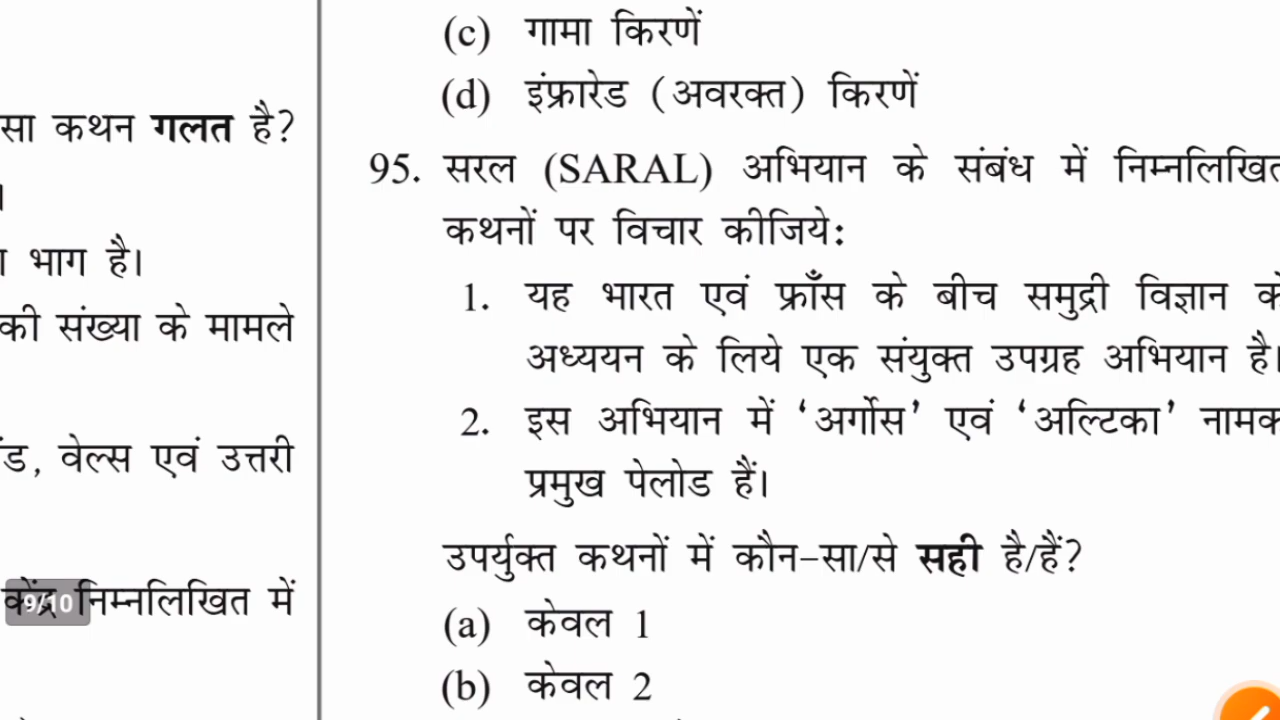 सा कथन गलत है?
।
भाग है।
की संख्या के मामले
वेल्स एवं उत्तरी
केंद्र निम्नलिखित में
9/10
(c) गामा किरणें
(d) इंफ्रारेड (अवरक्त) किरणें
95. सरल (SARAL) अभियान के संबंध में निम्नलिखित
कथनों पर विचार कीजिये:
1. यह भारत एवं फ्राँस के बीच समुद्री विज्ञान के
अध्ययन के लिये एक संयुक्त उपग्रह अभियान है।
2. इस अभियान में ‘अर्गोस’ एवं ‘अल्टिका’ नामक
प्रमुख पेलोड हैं।
उपर्युक्त कथनों में कौन-सा/से सही है/हैं?
(a) केवल 1
(b) केवल 2